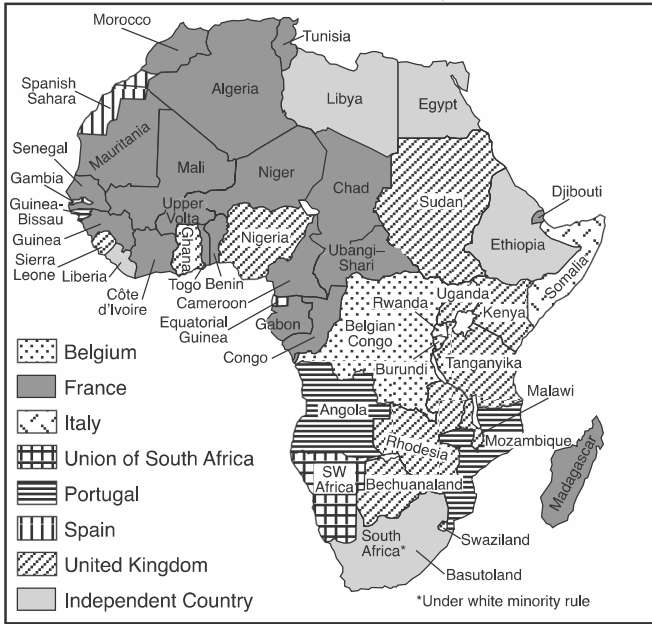 Morocco
Tunisia
Spanish
Sahara
Algeria
Libya
Egypt
Mauritania
Mali
Niger
Chad
Sudan
Senegal
Gambia
Guinea-
Bissau
Guinea
Sierra
Leone
Liberia
Côte
d'Ivoire
Upper
Volta
Ghana
Togo
Benin
Nigeria
Cameroon
Equatorial
Guinea
Ubangi-
Shari
Djibouti
Ethiopia
Somalia
Gabon
Congo
Belgian
Congo
Rwanda
Burundi
Uganda
Kenya
Tanganyika
Malawi
Angola
Rhodesia
Mozambique
Madagascar
SW
Africa
Bechuanaland
South
Africa*
Swaziland
Basutoland
*Under white minority rule
Belgium
France
Italy
Union of South Africa
Portugal
Spain
United Kingdom
Independent Country